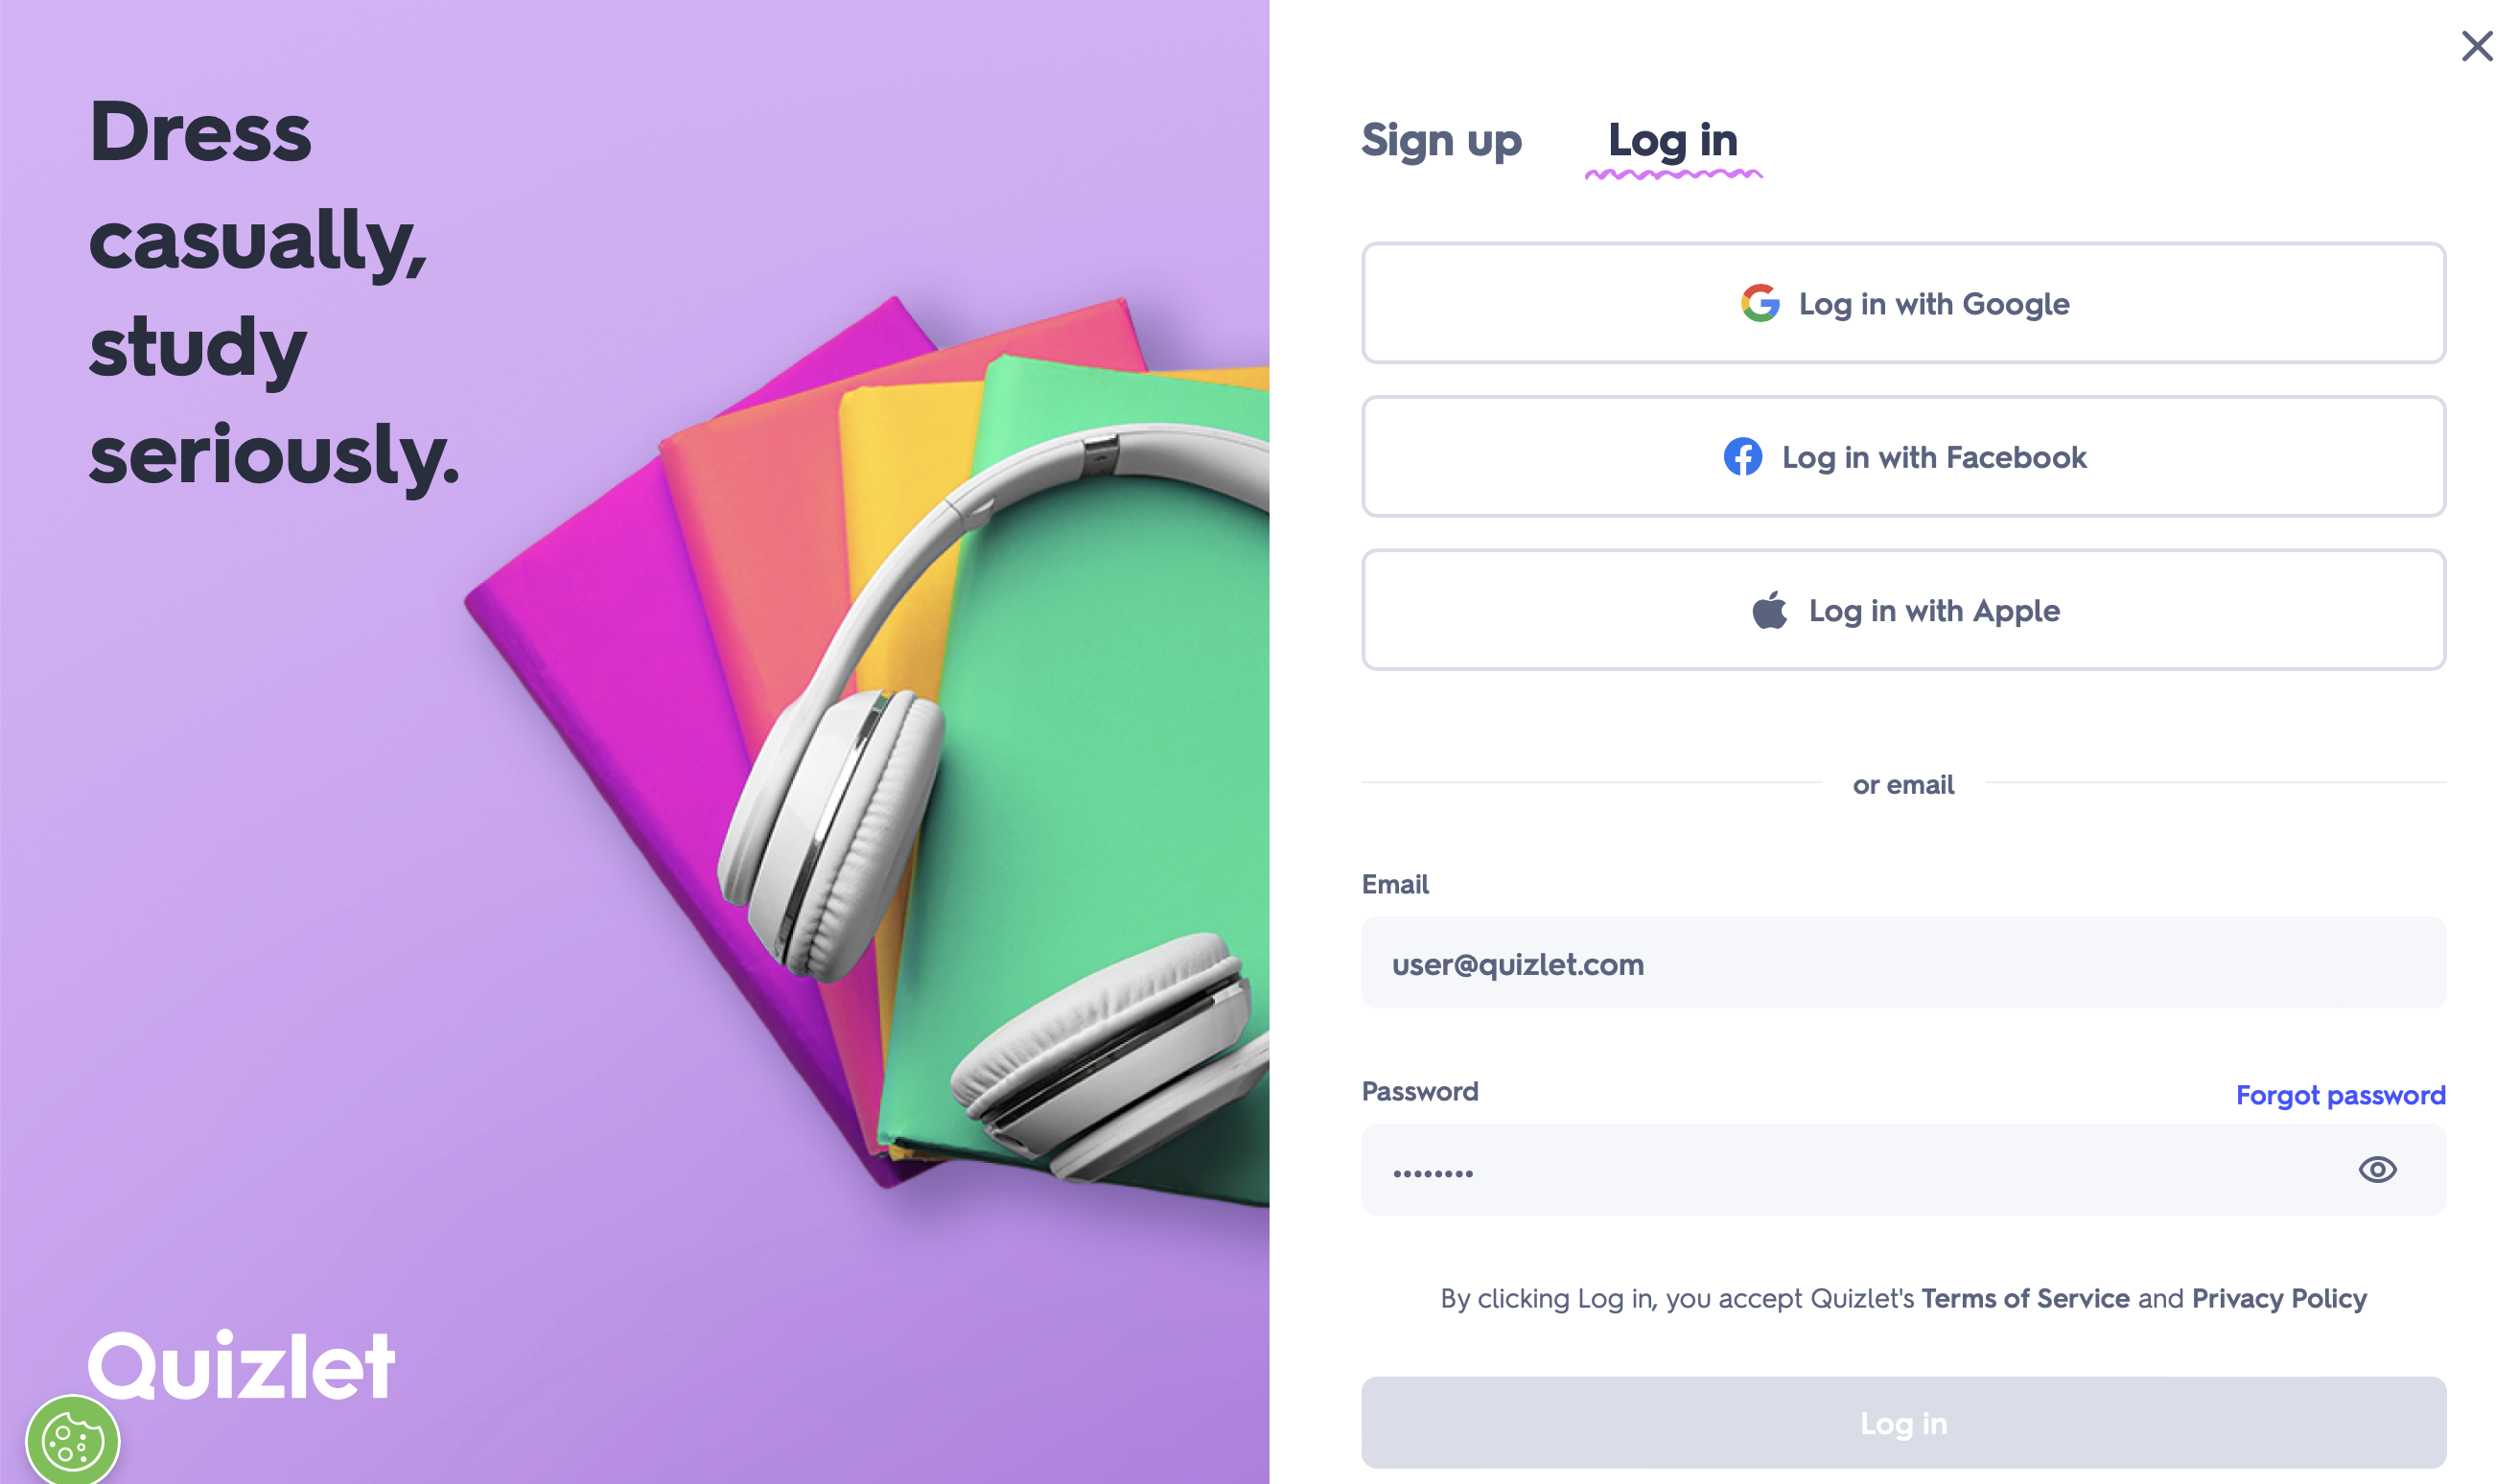 Dress
casually,
study
seriously.
Quizlet
Sign up
Log in
Log in with Google
Log in with Facebook
Log in with Apple
or email
Email
user@quizlet.com
Password
Forgot password
••••••••
By clicking Log in, you accept Quizlet's Terms of Service and Privacy Policy
Log in